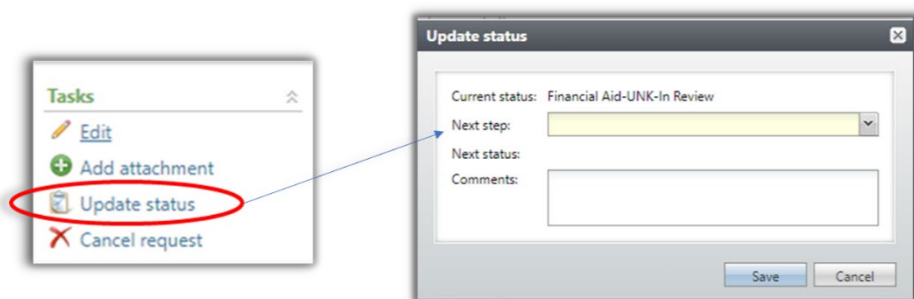 Tasks
Edit
Add attachment
Update status
Cancel request
Update status
Current status: Financial Aid-UNK-In Review
Next step:
Next status:
Comments:
Save Cancel